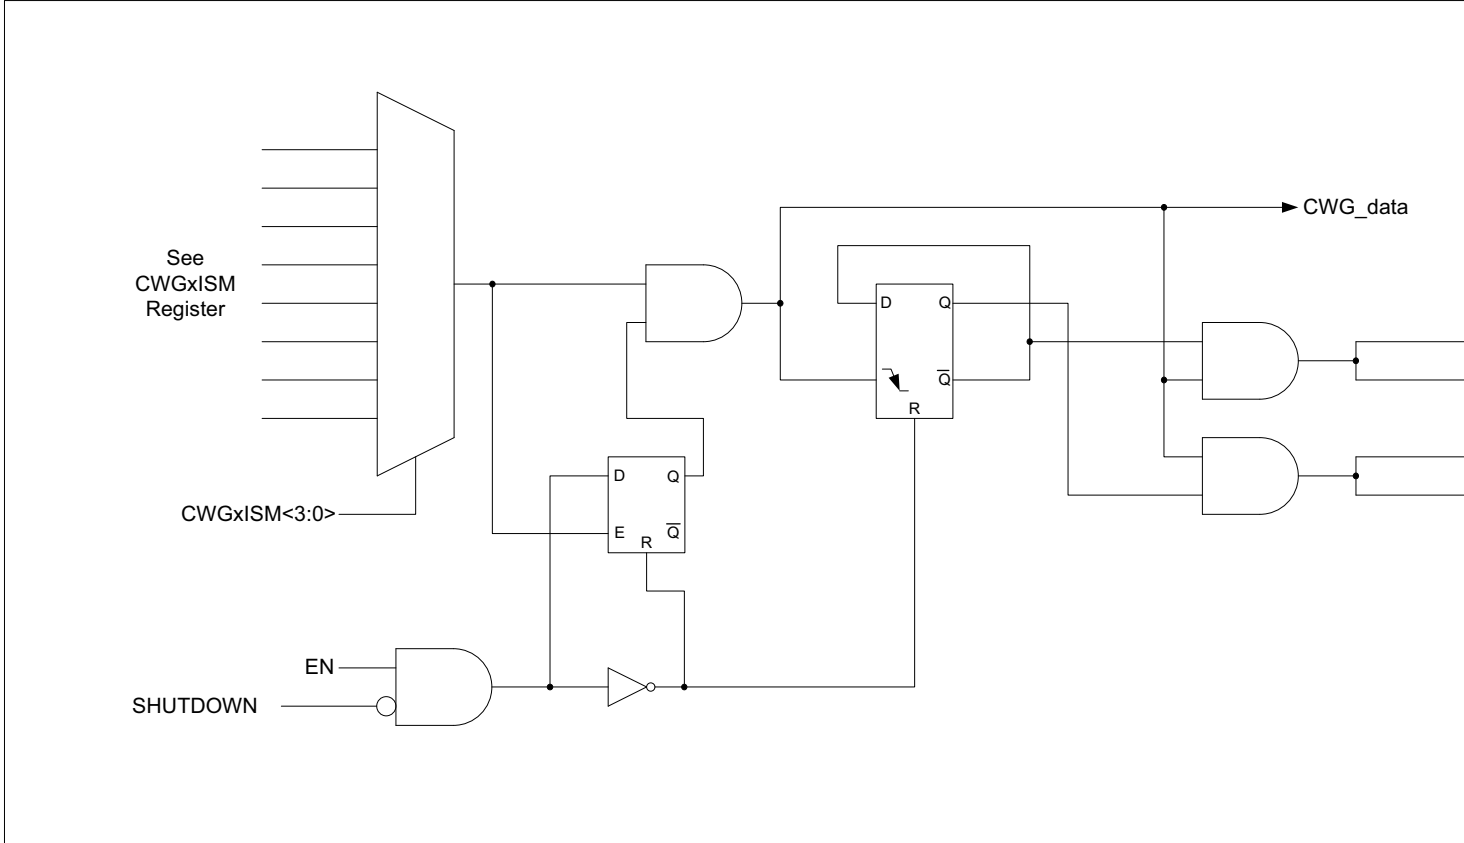 See
CWGxISM
Register
CWGxISM<3:0>
CWG_data
D
Q
Q̅
R
D
Q
E
Q̅
R
EN
SHUTDOWN